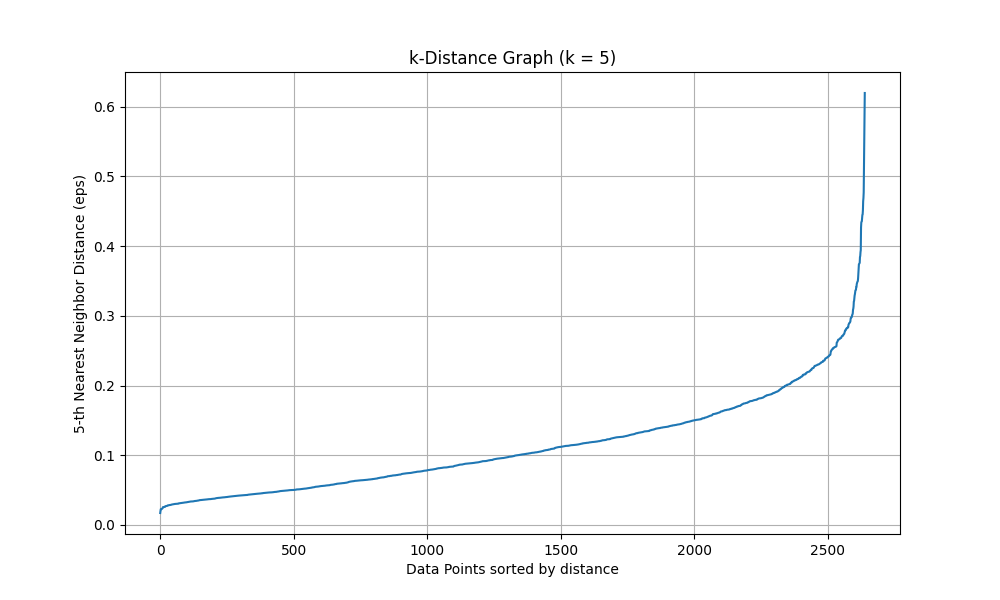 k-Distance Graph (k = 5)
5-th Nearest Neighbor Distance (eps)
0.6
0.5
0.4
0.3
0.2
0.1
0.0
0 500 1000 1500 2000 2500
Data Points sorted by distance